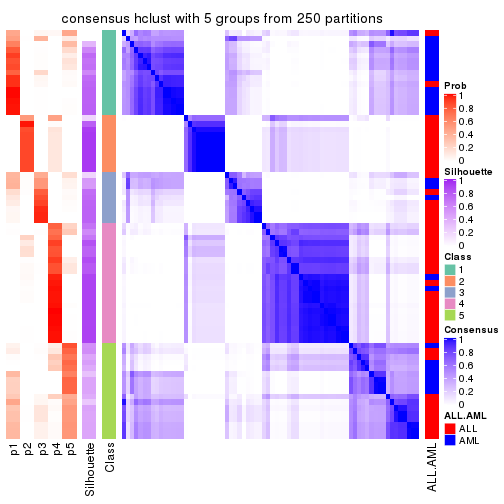 consensus hclust with 5 groups from 250 partitions
Prob
1
0.8
0.6
0.4
0.2
0
Silhouette
1
0.8
0.6
0.4
0.2
0
Class
1
2
3
4
5
Consensus
1
0.8
0.6
0.4
0.2
0
ALL.AML
ALL
AML
p1
p2
p3
p4
p5
Silhouette
Class
ALL.AML